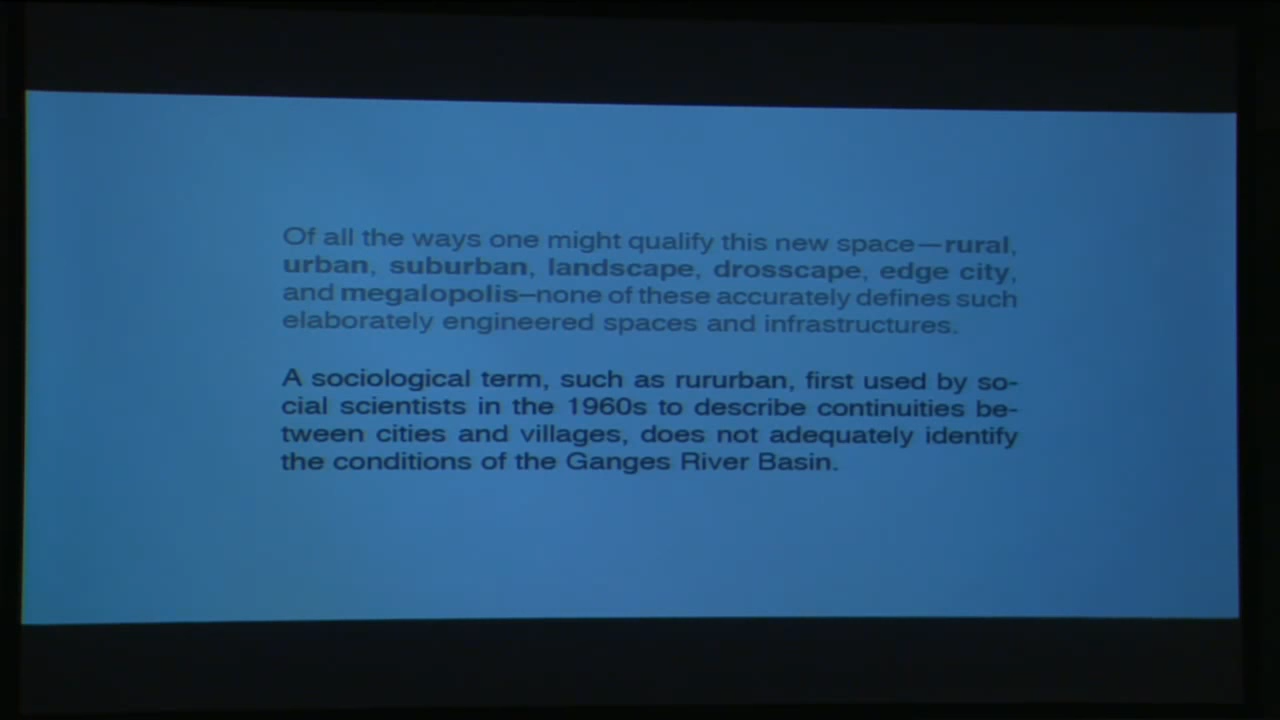 Of all the ways one might qualify this new space—rural,
urban, suburban, landscape, drosscape, edge city,
and megalopolis—none of these accurately defines such
elaborately engineered spaces and infrastructures.
A sociological term, such as rururban, first used by so-
cial scientists in the 1960s to describe continuities be-
tween cities and villages, does not adequately identify
the conditions of the Ganges River Basin.